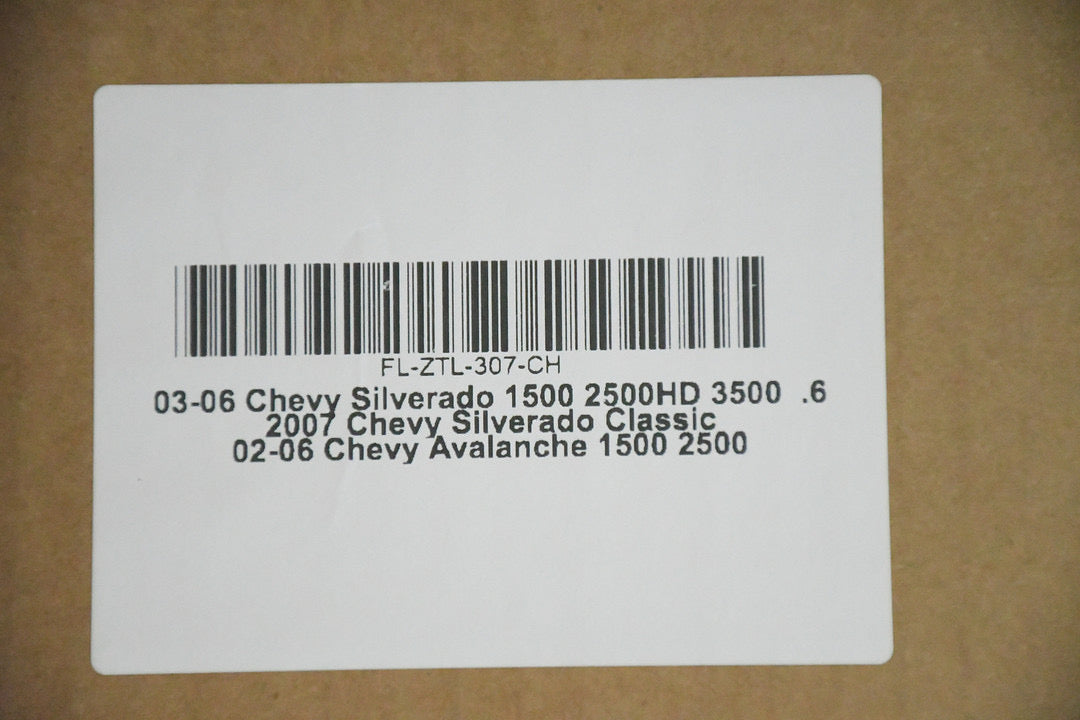 FL-ZTL-307-CH
03-06 Chevy Silverado 1500 2500HD 3500 .6
2007 Chevy Silverado Classic
02-06 Chevy Avalanche 1500 2500